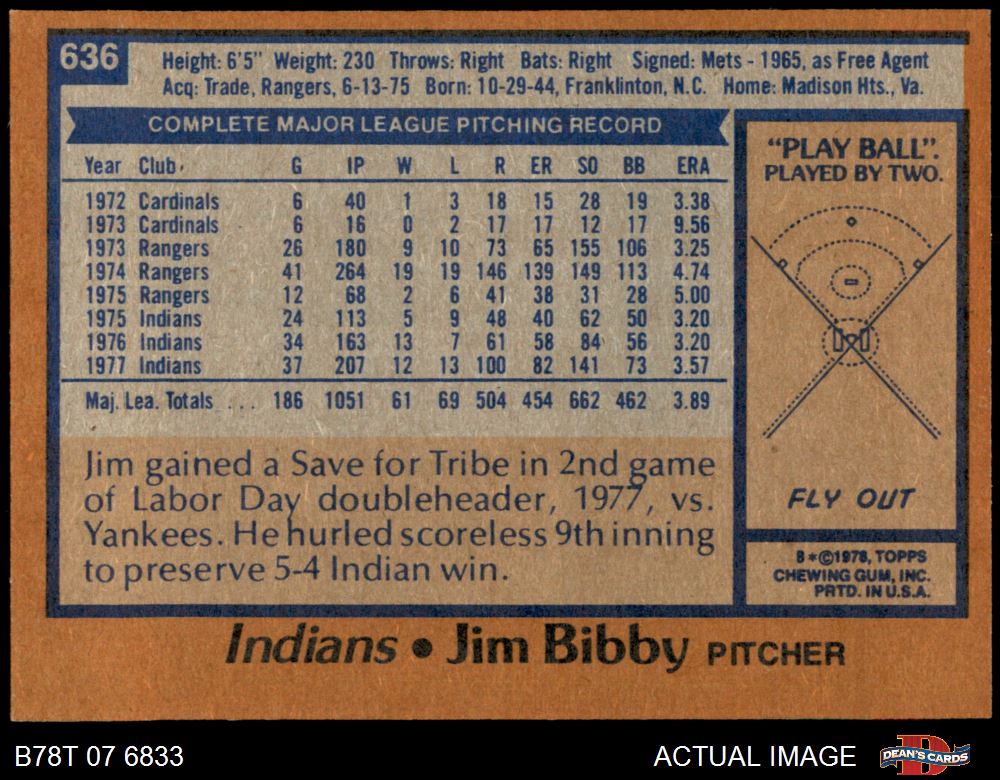 636
Height: 6'5" Weight: 230 Throws: Right Bats: Right Signed: Mets - 1965, as Free Agent
Acq: Trade, Rangers, 6-13-75 Born: 10-29-44, Franklinton, N.C. Home: Madison Hts., Va.
COMPLETE MAJOR LEAGUE PITCHING RECORD
Year Club G IP W L R ER SO BB ERA
1972 Cardinals 6 40 1 3 18 15 28 19 3.38
1973 Cardinals 6 16 0 2 17 17 12 17 9.56
1973 Rangers 26 180 9 10 73 65 155 106 3.25
1974 Rangers 41 264 19 19 146 139 149 113 4.74
1975 Rangers 12 68 2 6 41 38 31 28 5.00
1975 Indians 24 113 5 9 48 40 62 50 3.20
1976 Indians 34 163 13 7 61 58 84 56 3.20
1977 Indians 37 207 12 13 100 82 141 73 3.57
Maj. Lea. Totals ... 186 1051 61 69 504 454 662 462 3.89
Jim gained a Save for Tribe in 2nd game
of Labor Day doubleheader, 1977, vs.
Yankees. He hurled scoreless 9th inning
to preserve 5-4 Indian win.
"PLAY BALL".
PLAYED BY TWO.
FLY OUT
B*©1978, TOPPS
CHEWING GUM, INC.
PRTD. IN U.S.A.
Indians • Jim Bibby PITCHER
B78T 07 6833
ACTUAL IMAGE
DEAN'S CARDS